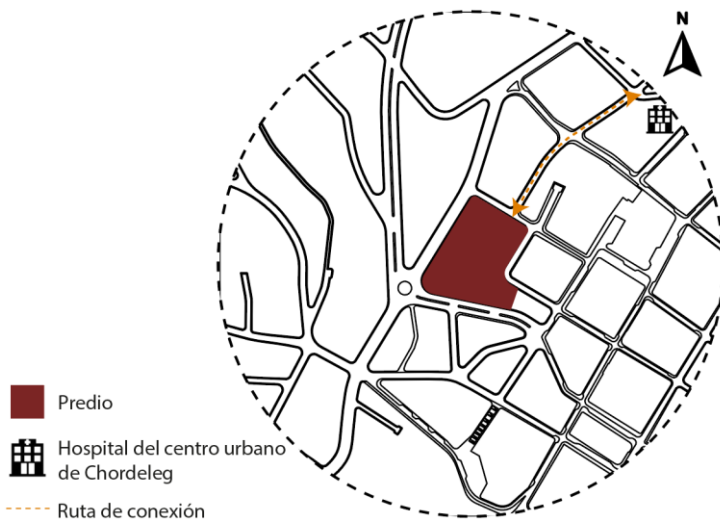 N
Predio
Hospital del centro urbano
de Chordeleg
Ruta de conexión